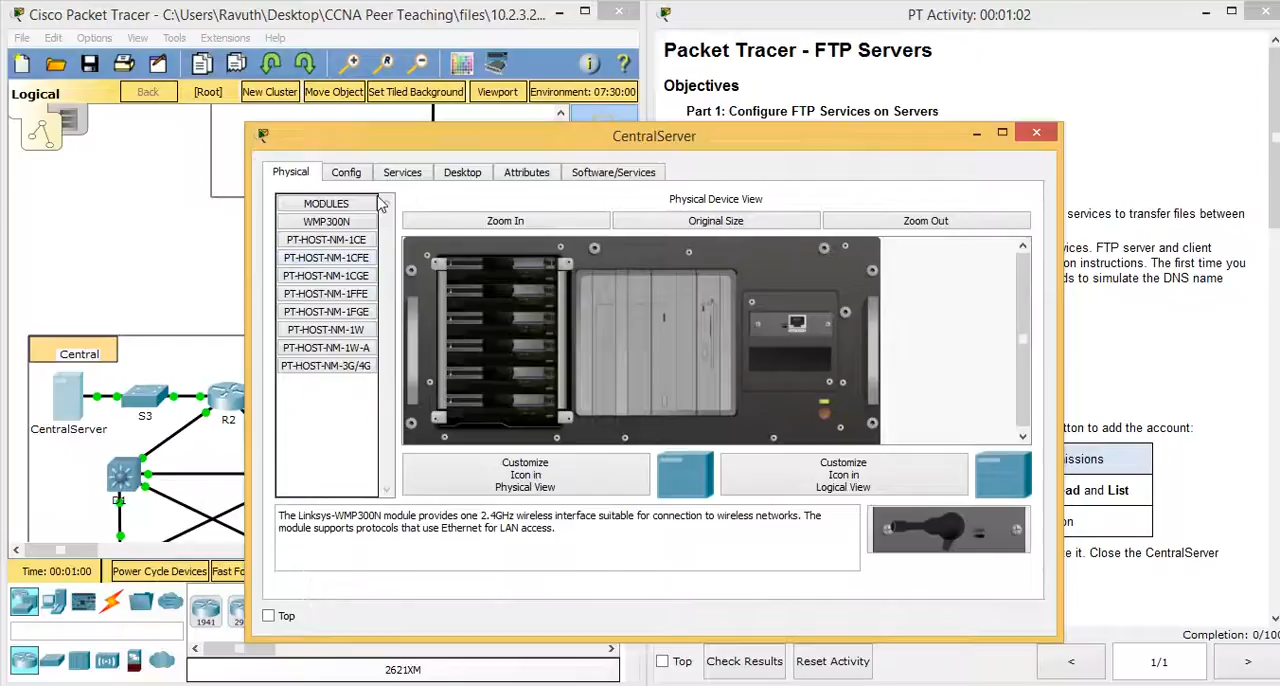 Cisco Packet Tracer - C:\Users\Ravuth\Desktop\CCNA Peer Teaching\files\10.2.3.2...
File Edit Options View Tools Extensions Help
Logical Back [Root] New Cluster Move Object Set Tiled Background Viewport Environment: 07:30:00
Central
CentralServer
S3
R2
D1
Time: 00:01:00 Power Cycle Devices Fast Fo
1941 29
2621XM
PT Activity: 00:01:02
Packet Tracer - FTP Servers
Objectives
Part 1: Configure FTP Services on Servers
services to transfer files between
vices. FTP server and client
on instructions. The first time you
ds to simulate the DNS name
tton to add the account:
issions
ead and List
ion
e it. Close the CentralServer
Completion: 0/100
Top Check Results Reset Activity < 1/1 >
CentralServer
Physical Config Services Desktop Attributes Software/Services
MODULES
WMP300N
PT-HOST-NM-1CE
PT-HOST-NM-1CFE
PT-HOST-NM-1CGE
PT-HOST-NM-1FFE
PT-HOST-NM-1FGE
PT-HOST-NM-1W
PT-HOST-NM-1W-A
PT-HOST-NM-3G/4G
Physical Device View
Zoom In Original Size Zoom Out
Customize
Icon in
Physical View
Customize
Icon in
Logical View
The Linksys-WMP300N module provides one 2.4GHz wireless interface suitable for connection to wireless networks. The
module supports protocols that use Ethernet for LAN access.
Top